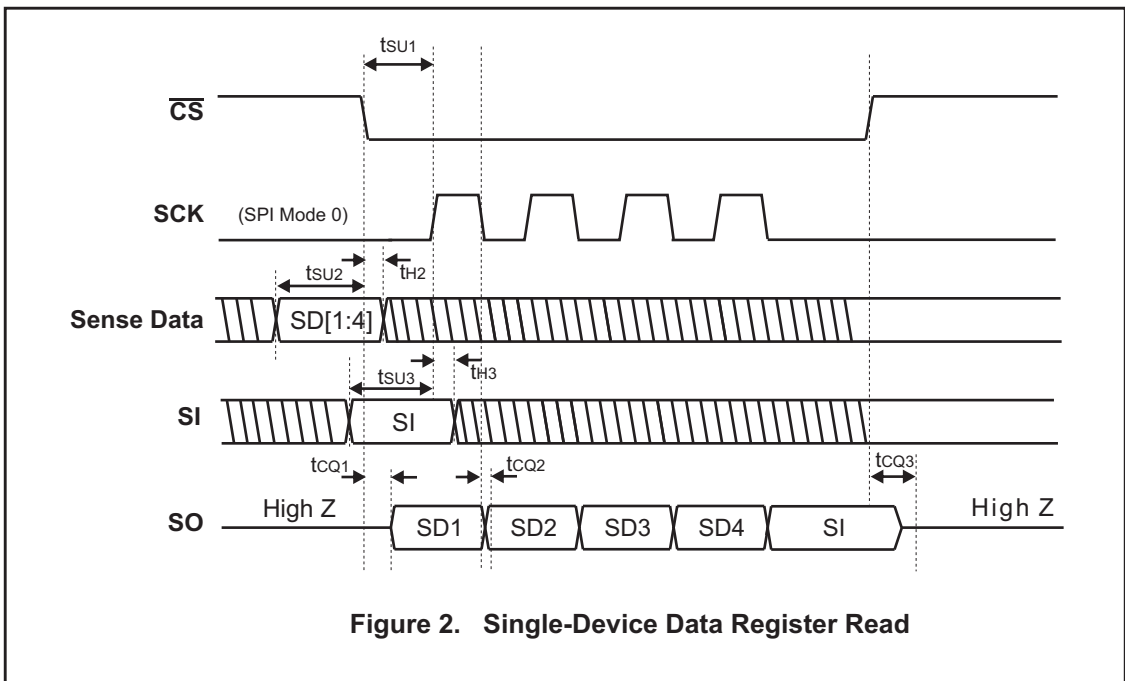 tSU1
CS
SCK (SPI Mode 0)
tSU2 tH2
Sense Data SD[1:4]
tSU3 tH3
SI SI
tCQ1 tCQ2 tCQ3
SO High Z SD1 SD2 SD3 SD4 SI High Z
Figure 2. Single-Device Data Register Read